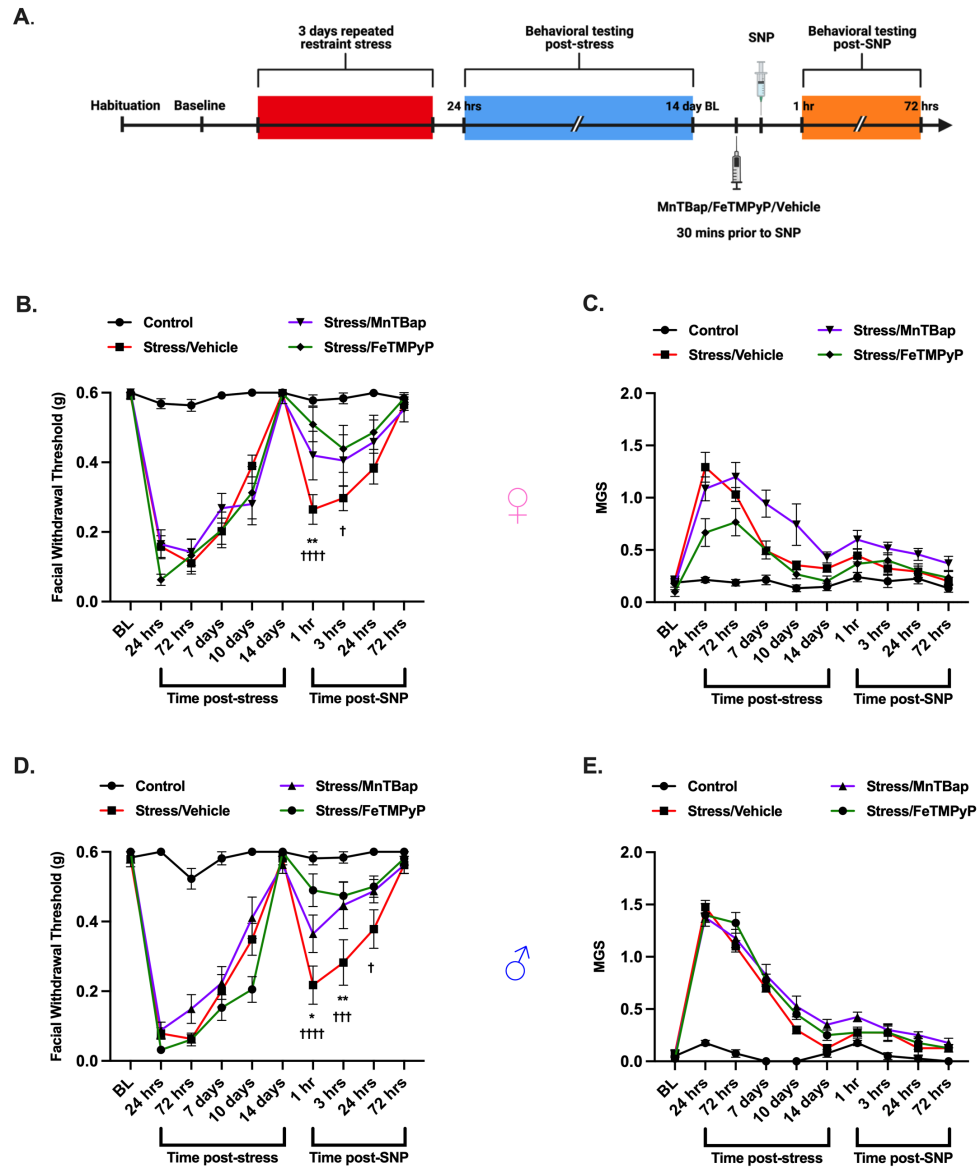 A.
3 days repeated
restraint stress
Behavioral testing
post-stress
SNP
Behavioral testing
post-SNP
Habituation
Baseline
24 hrs
14 day BL
1 hr
72 hrs
MnTBap/FeTMPyP/Vehicle
30 mins prior to SNP
B.
Control
Stress/MnTBap
Stress/Vehicle
Stress/FeTMPyP
Facial Withdrawal Threshold (g)
0.6
0.4
0.2
0.0
**
††††
†
BL
24 hrs
72 hrs
7 days
10 days
14 days
1 hr
3 hrs
24 hrs
72 hrs
Time post-stress
Time post-SNP
♀
C.
Control
Stress/MnTBap
Stress/Vehicle
Stress/FeTMPyP
MGS
2.0
1.5
1.0
0.5
0.0
BL
24 hrs
72 hrs
7 days
10 days
14 days
1 hr
3 hrs
24 hrs
72 hrs
Time post-stress
Time post-SNP
D.
Control
Stress/MnTBap
Stress/Vehicle
Stress/FeTMPyP
Facial Withdrawal Threshold (g)
0.6
0.4
0.2
0.0
*
††††
**
†††
†
BL
24 hrs
72 hrs
7 days
10 days
14 days
1 hr
3 hrs
24 hrs
72 hrs
Time post-stress
Time post-SNP
♂
E.
Control
Stress/MnTBap
Stress/Vehicle
Stress/FeTMPyP
MGS
2.0
1.5
1.0
0.5
0.0
BL
24 hrs
72 hrs
7 days
10 days
14 days
1 hr
3 hrs
24 hrs
72 hrs
Time post-stress
Time post-SNP